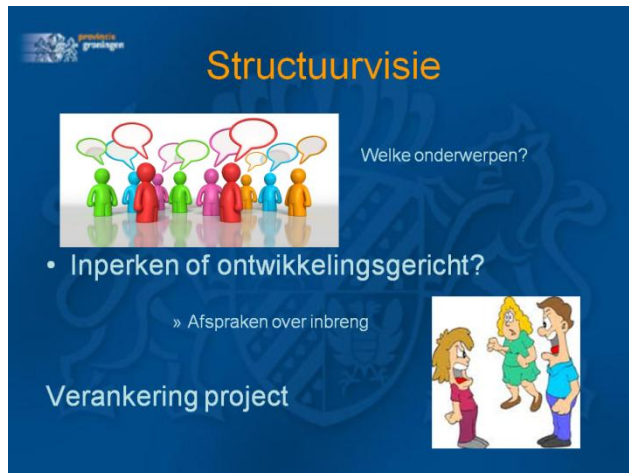 provincie
groningen
Structuurvisie
Welke onderwerpen?
• Inperken of ontwikkelingsgericht?
» Afspraken over inbreng
Verankering project